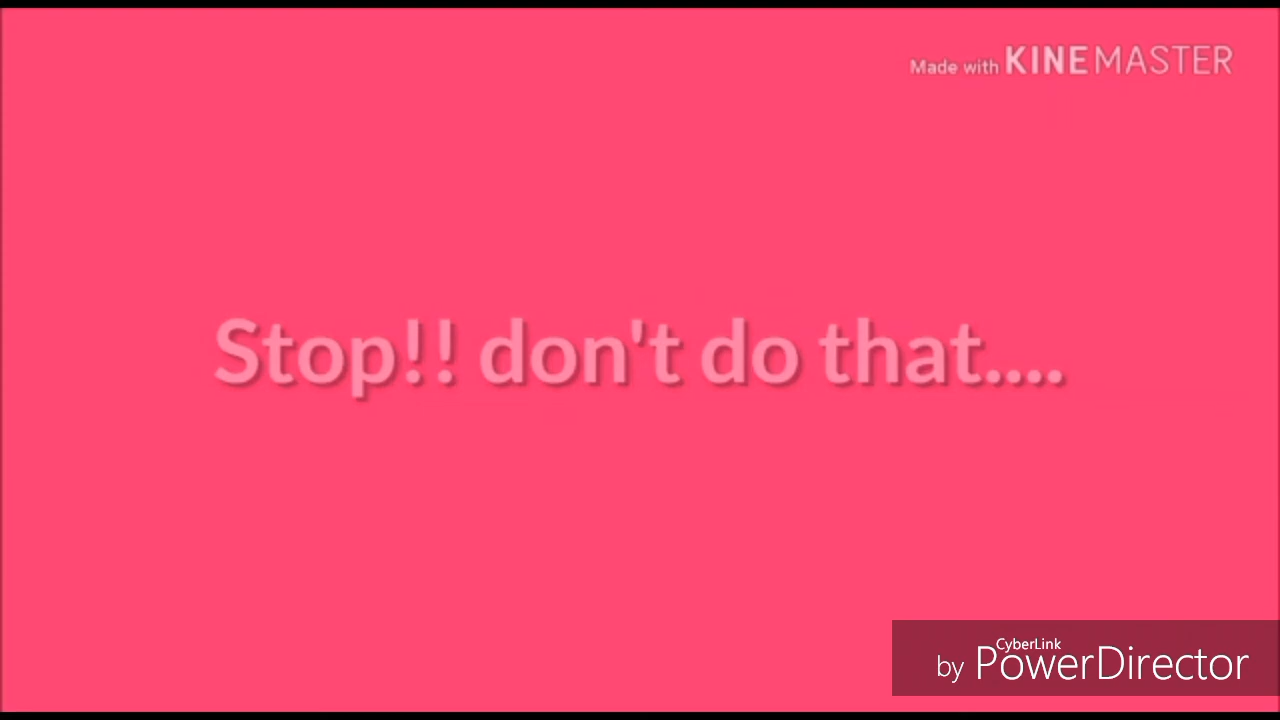 Made with KINEMASTER
Stop!! don't do that....
CyberLink
by PowerDirector